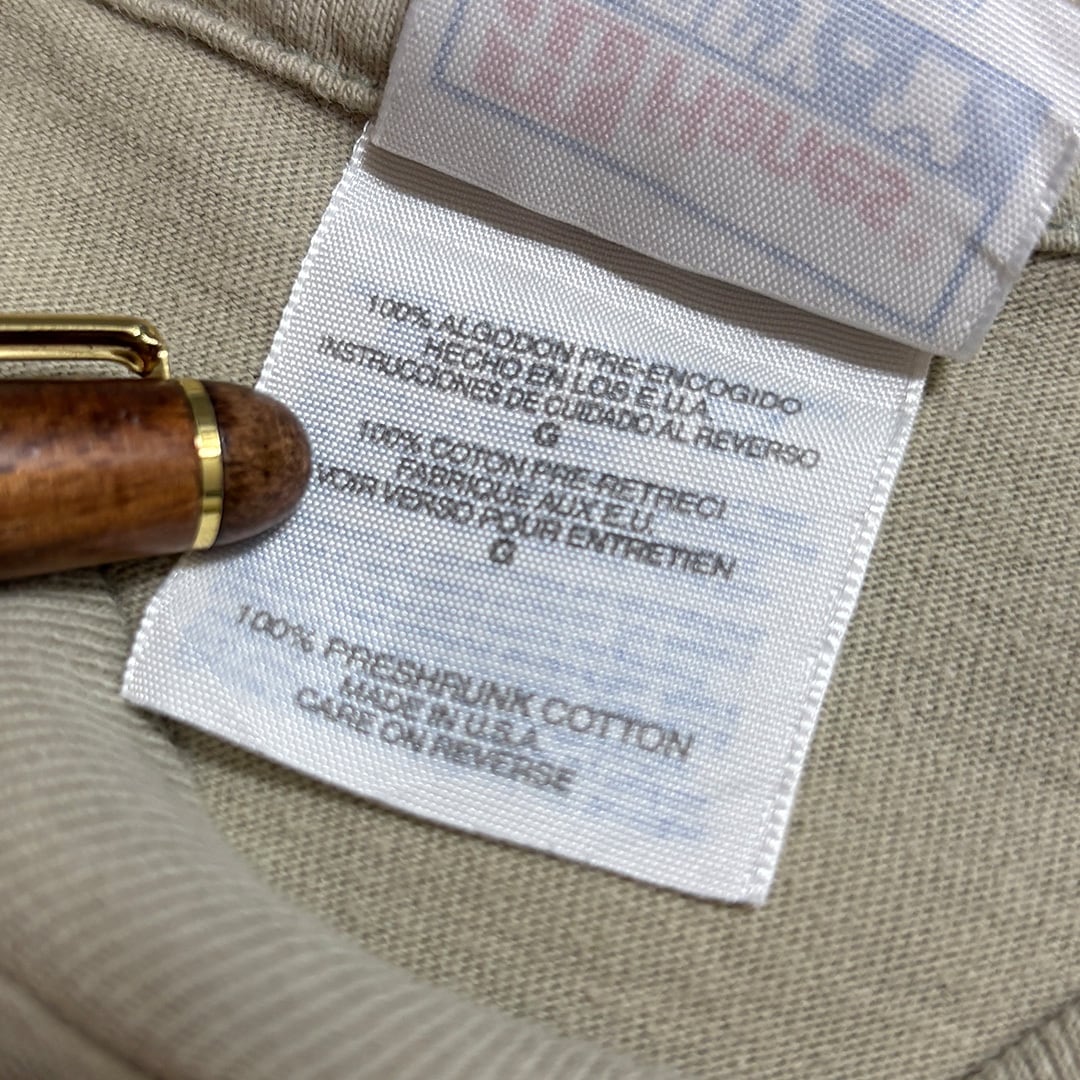 100% ALGODON PRE-ENCOGIDO
HECHO EN LOS E.U.A.
INSTRUCCIONES DE CUIDADO AL REVERSO
G
100% COTON PRE-RETRECI
FABRIQUE AUX E.U.
VOIR VERSO POUR ENTRETIEN
G
100% PRESHRUNK COTTON
MADE IN U.S.A.
CARE ON REVERSE